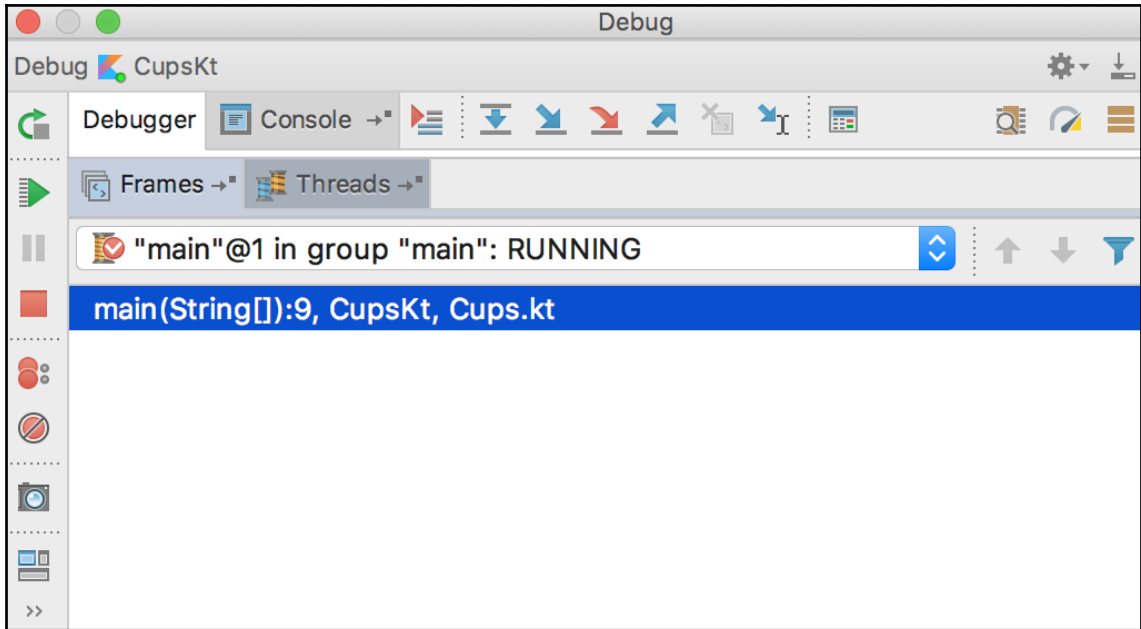 Debug
Debug CupsKt
Debugger Console
Frames Threads
"main"@1 in group "main": RUNNING
main(String[]):9, CupsKt, Cups.kt
>>